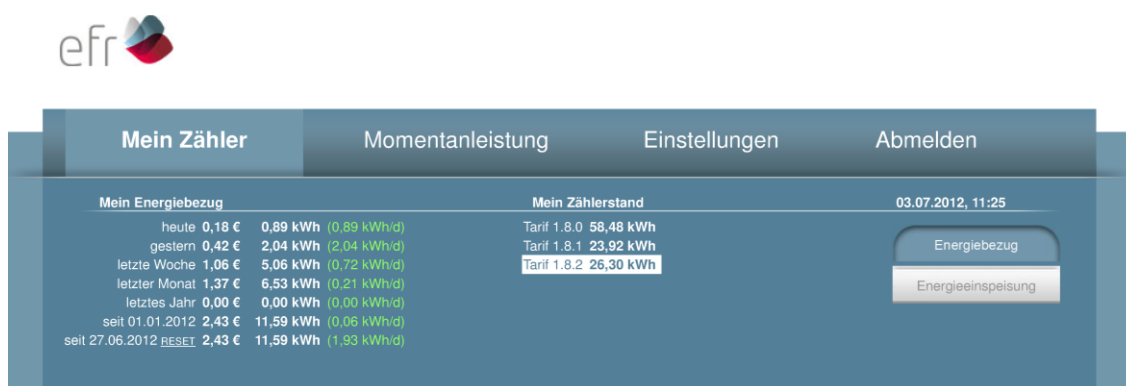 efr
Mein Zähler Momentanleistung Einstellungen Abmelden
Mein Energiebezug Mein Zählerstand 03.07.2012, 11:25
heute 0,18 € 0,89 kWh (0,89 kWh/d) Tarif 1.8.0 58,48 kWh
gestern 0,42 € 2,04 kWh (2,04 kWh/d) Tarif 1.8.1 23,92 kWh Energiebezug
letzte Woche 1,06 € 5,06 kWh (0,72 kWh/d) Tarif 1.8.2 26,30 kWh
letzter Monat 1,37 € 6,53 kWh (0,21 kWh/d) Energieeinspeisung
letztes Jahr 0,00 € 0,00 kWh (0,00 kWh/d)
seit 01.01.2012 2,43 € 11,59 kWh (0,06 kWh/d)
seit 27.06.2012 RESET 2,43 € 11,59 kWh (1,93 kWh/d)